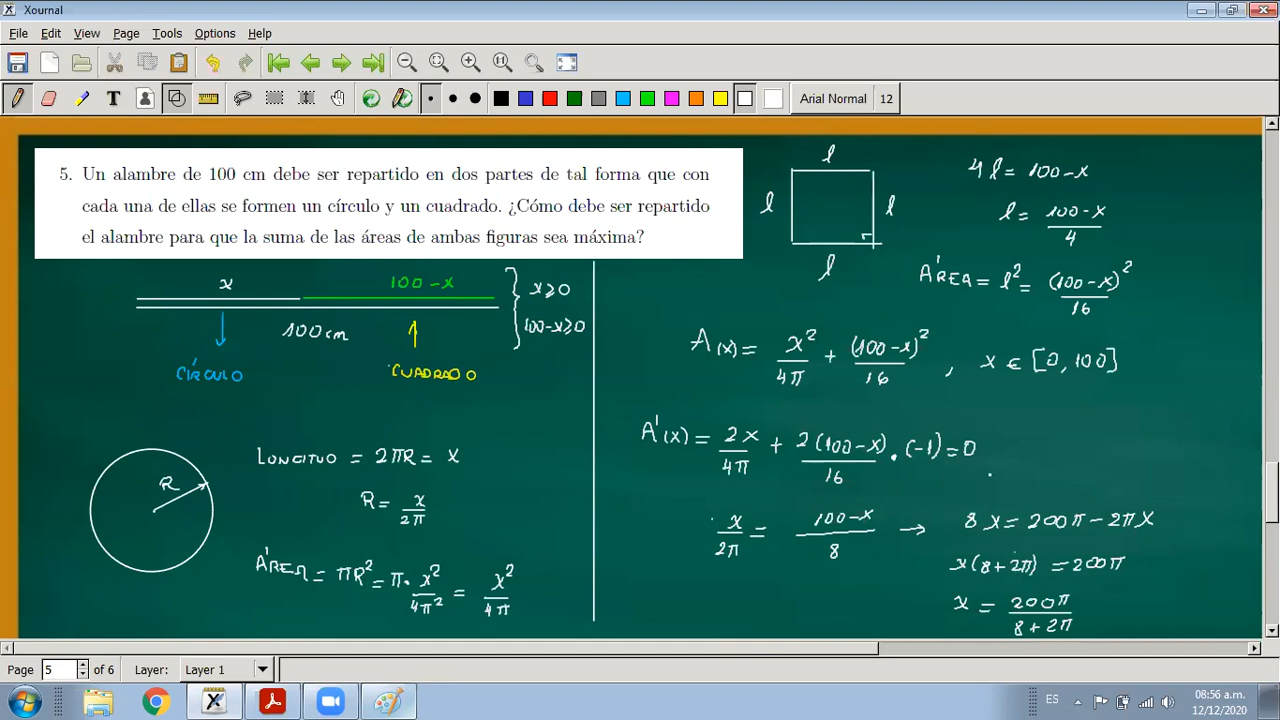 Xournal
File Edit View Page Tools Options Help
Arial Normal 12
5. Un alambre de 100 cm debe ser repartido en dos partes de tal forma que con
cada una de ellas se formen un círculo y un cuadrado. ¿Cómo debe ser repartido
el alambre para que la suma de las áreas de ambas figuras sea máxima?
x 100-x
100cm
CÍRCULO
CUADRADO
x≥0
100-x≥0
R
LONGITUD = 2πR = x
R = x/2π
ÁREA = πR² = π· x²/4π² = x²/4π
l
l l
l
4l = 100-x
l = (100-x)/4
ÁREA = l² = (100-x)²/16
A(x) = x²/4π + (100-x)²/16 , x ∈ [0,100]
A'(x) = 2x/4π + 2(100-x)/16 · (-1) = 0
x/2π = (100-x)/8 → 8x = 200π - 2πx
x(8+2π) = 200π
x = 200π/(8+2π)
Page 5 of 6 Layer: Layer 1
ES 08:56 a.m.
12/12/2020